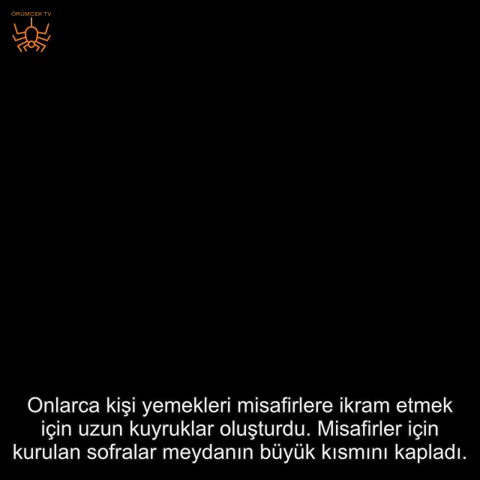 ÖRÜMCEK TV
Onlarca kişi yemekleri misafirlere ikram etmek
için uzun kuyruklar oluşturdu. Misafirler için
kurulan sofralar meydanın büyük kısmını kapladı.